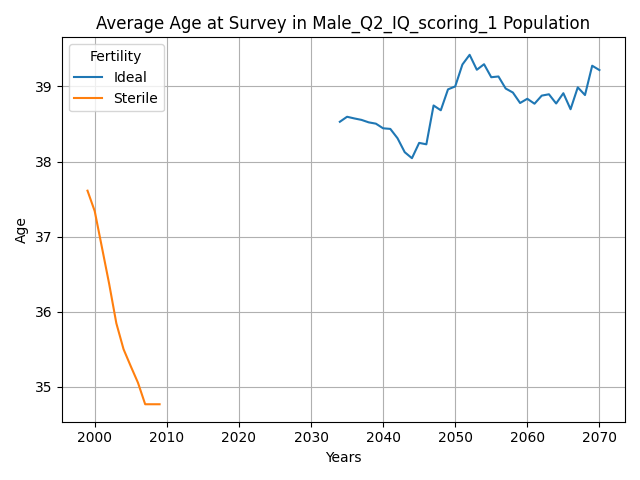 Average Age at Survey in Male_Q2_IQ_scoring_1 Population
Fertility
Ideal
Sterile
39
38
37
36
35
Age
2000 2010 2020 2030 2040 2050 2060 2070
Years